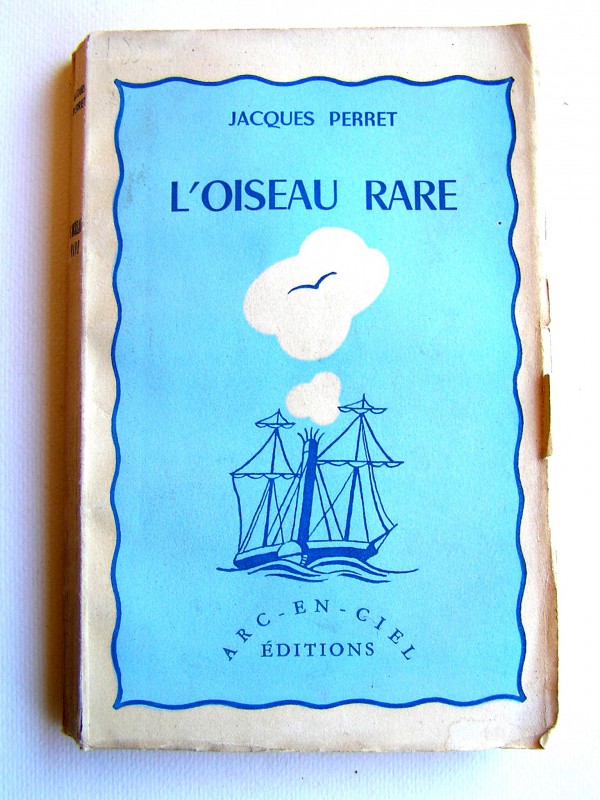 JACQUES PERRET
L'OISEAU RARE
ARC-EN-CIEL
ÉDITIONS